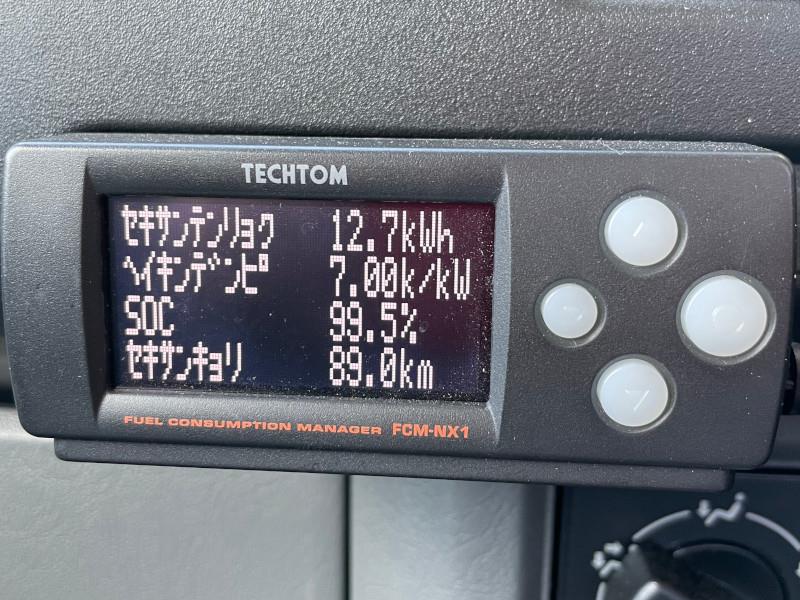 TECHTOM
ｾｷｻﾝﾃﾞﾝﾘｮｸ 12.7kWh
ﾍｲｷﾝﾃﾞﾝﾋﾟ 7.00k/kW
SOC 99.5%
ｾｷｻﾝｷｮﾘ 89.0km
FUEL CONSUMPTION MANAGER FCM-NX1